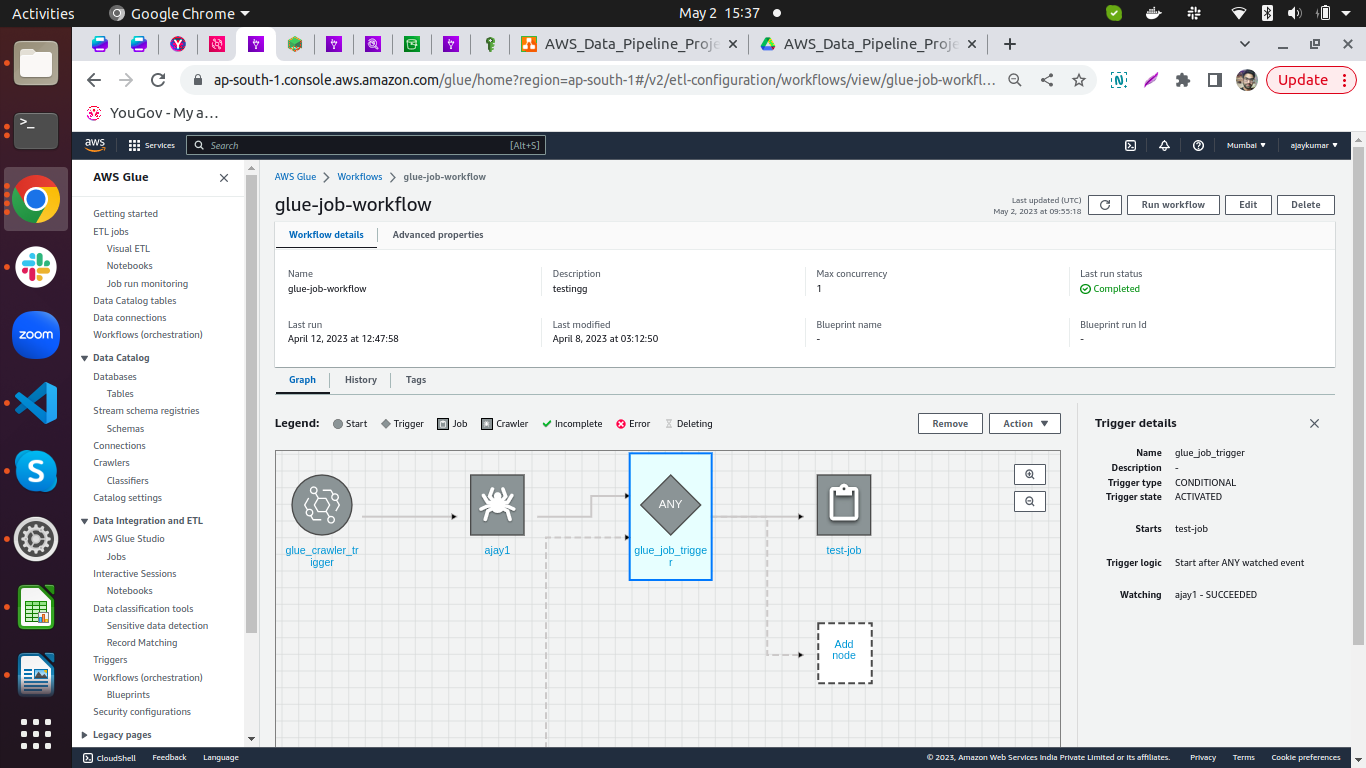 Activities
Google Chrome
May 2 15:37
AWS_Data_Pipeline_Proje
AWS_Data_Pipeline_Proje
ap-south-1.console.aws.amazon.com/glue/home?region=ap-south-1#/v2/etl-configuration/workflows/view/glue-job-workfl…
Update
YouGov - My a…
aws
Services
Search
[Alt+S]
Mumbai
ajaykumar
zoom
AWS Glue
Getting started
ETL jobs
Visual ETL
Notebooks
Job run monitoring
Data Catalog tables
Data connections
Workflows (orchestration)
Data Catalog
Databases
Tables
Stream schema registries
Schemas
Connections
Crawlers
Classifiers
Catalog settings
Data Integration and ETL
AWS Glue Studio
Jobs
Interactive Sessions
Notebooks
Data classification tools
Sensitive data detection
Record Matching
Triggers
Workflows (orchestration)
Blueprints
Security configurations
Legacy pages
AWS Glue
Workflows
glue-job-workflow
glue-job-workflow
Last updated (UTC)
May 2, 2023 at 09:55:18
Run workflow
Edit
Delete
Workflow details
Advanced properties
Name
glue-job-workflow
Description
testingg
Max concurrency
1
Last run status
Completed
Last run
April 12, 2023 at 12:47:58
Last modified
April 8, 2023 at 03:12:50
Blueprint name
-
Blueprint run Id
-
Graph
History
Tags
Legend:
Start
Trigger
Job
Crawler
Incomplete
Error
Deleting
Remove
Action
glue_crawler_tr
igger
ajay1
ANY
glue_job_trigge
r
test-job
Add
node
Trigger details
Name glue_job_trigger
Description -
Trigger type CONDITIONAL
Trigger state ACTIVATED
Starts test-job
Trigger logic Start after ANY watched event
Watching ajay1 - SUCCEEDED
CloudShell
Feedback
Language
© 2023, Amazon Web Services India Private Limited or its affiliates.
Privacy
Terms
Cookie preferences